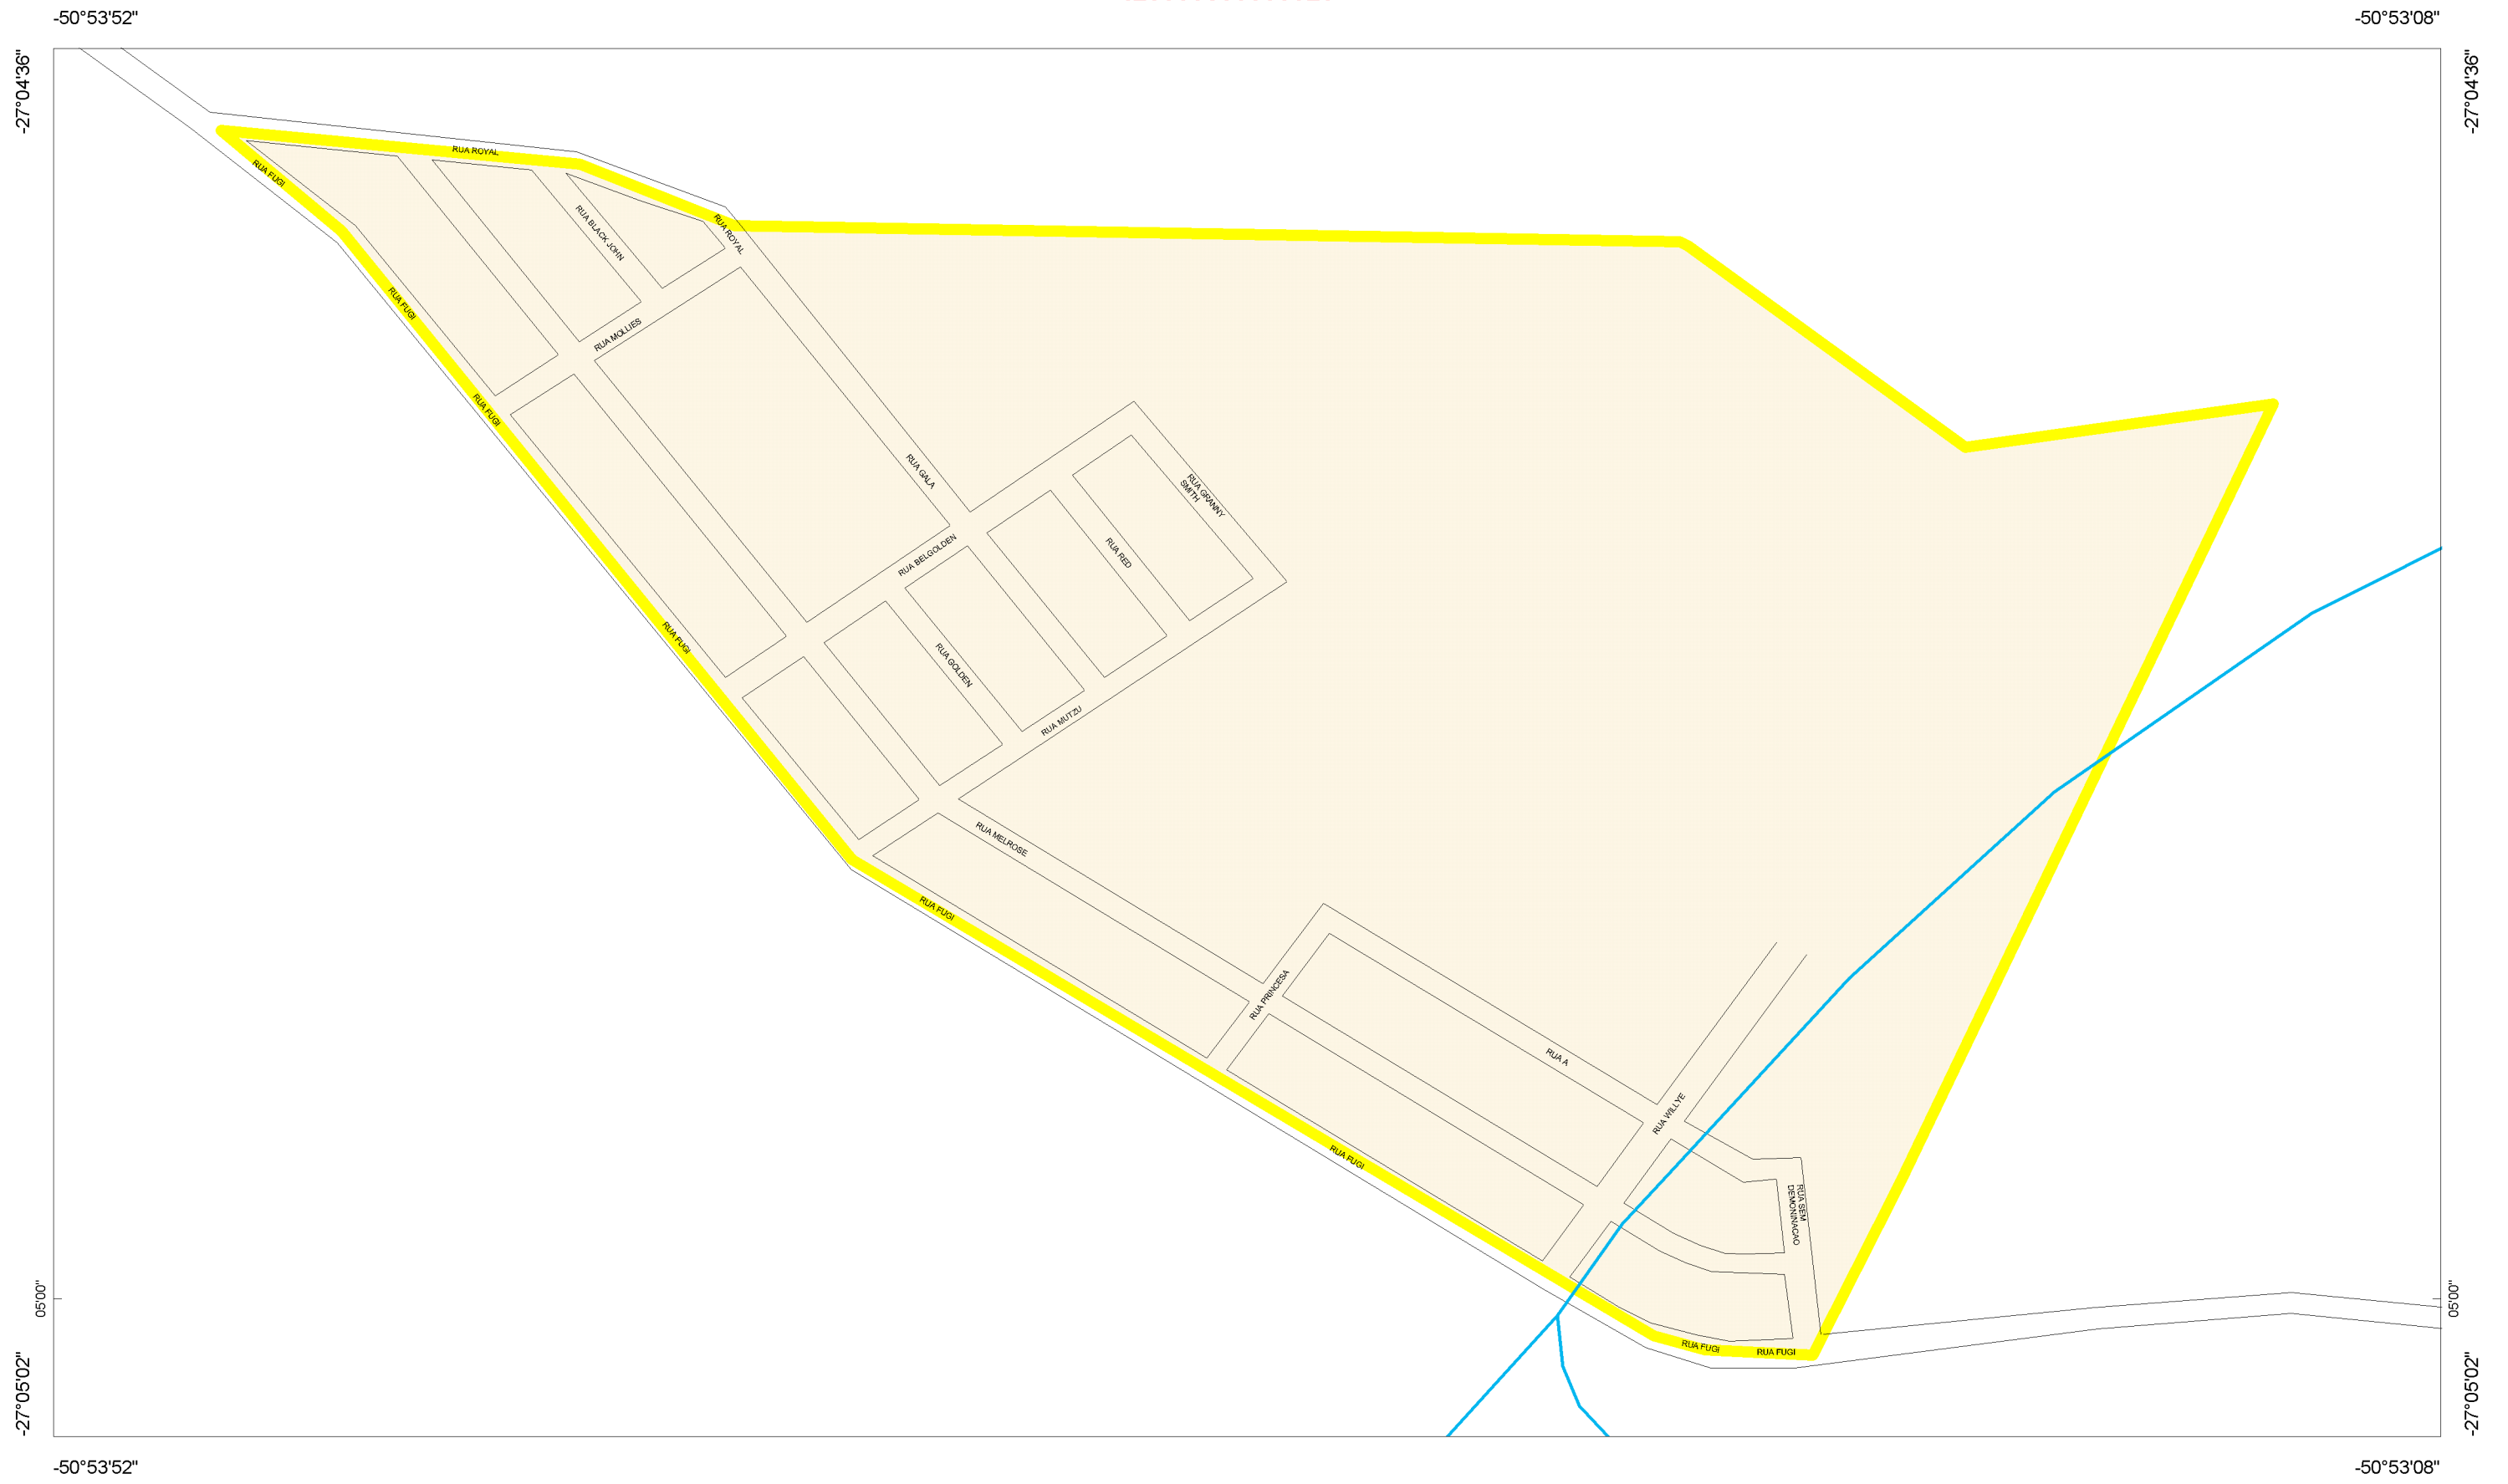 -50°53'52"
-50°53'08"
-27°04'36"
-27°04'36"
RUA ROYAL
RUA FUGI
RUA BLACK JOHN
RUA ROYAL
RUA FUGI
RUA MOLLIES
RUA FUGI
RUA GALA
RUA GRANNY
SMITH
RUA BELGOLDEN
RUA RED
RUA FUGI
RUA GOLDEN
RUA MUTZU
RUA MELROSE
RUA FUGI
RUA PRINCESA
RUA A
RUA WILLYE
RUA FUGI
RUA SEM
DEMONINACAO
05'00"
05'00"
RUA FUGI
RUA FUGI
-27°05'02"
-27°05'02"
-50°53'52"
-50°53'08"